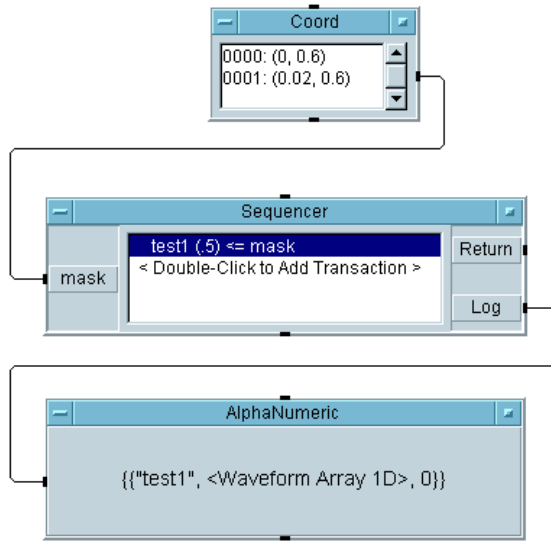 Coord
0000: (0, 0.6)
0001: (0.02, 0.6)
Sequencer
mask
test1 (.5) <= mask
< Double-Click to Add Transaction >
Return
Log
AlphaNumeric
{{"test1", <Waveform Array 1D>, 0}}